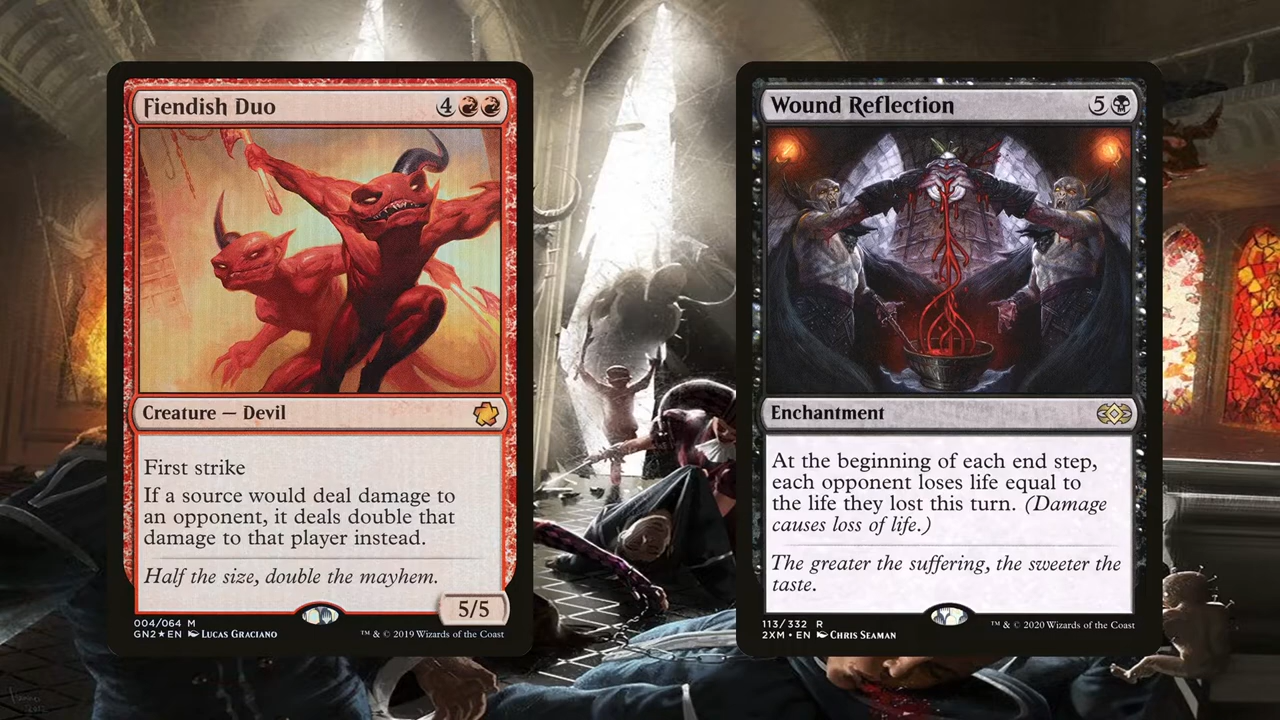 Fiendish Duo
4
Creature — Devil
First strike
If a source would deal damage to
an opponent, it deals double that
damage to that player instead.
Half the size, double the mayhem.
5/5
004/064 M
GN2★EN Lucas Graciano
™ & © 2019 Wizards of the Coast
Wound Reflection
5
Enchantment
At the beginning of each end step,
each opponent loses life equal to
the life they lost this turn. (Damage
causes loss of life.)
The greater the suffering, the sweeter the
taste.
113/332 R
2XM • EN Chris Seaman
™ & © 2020 Wizards of the Coast